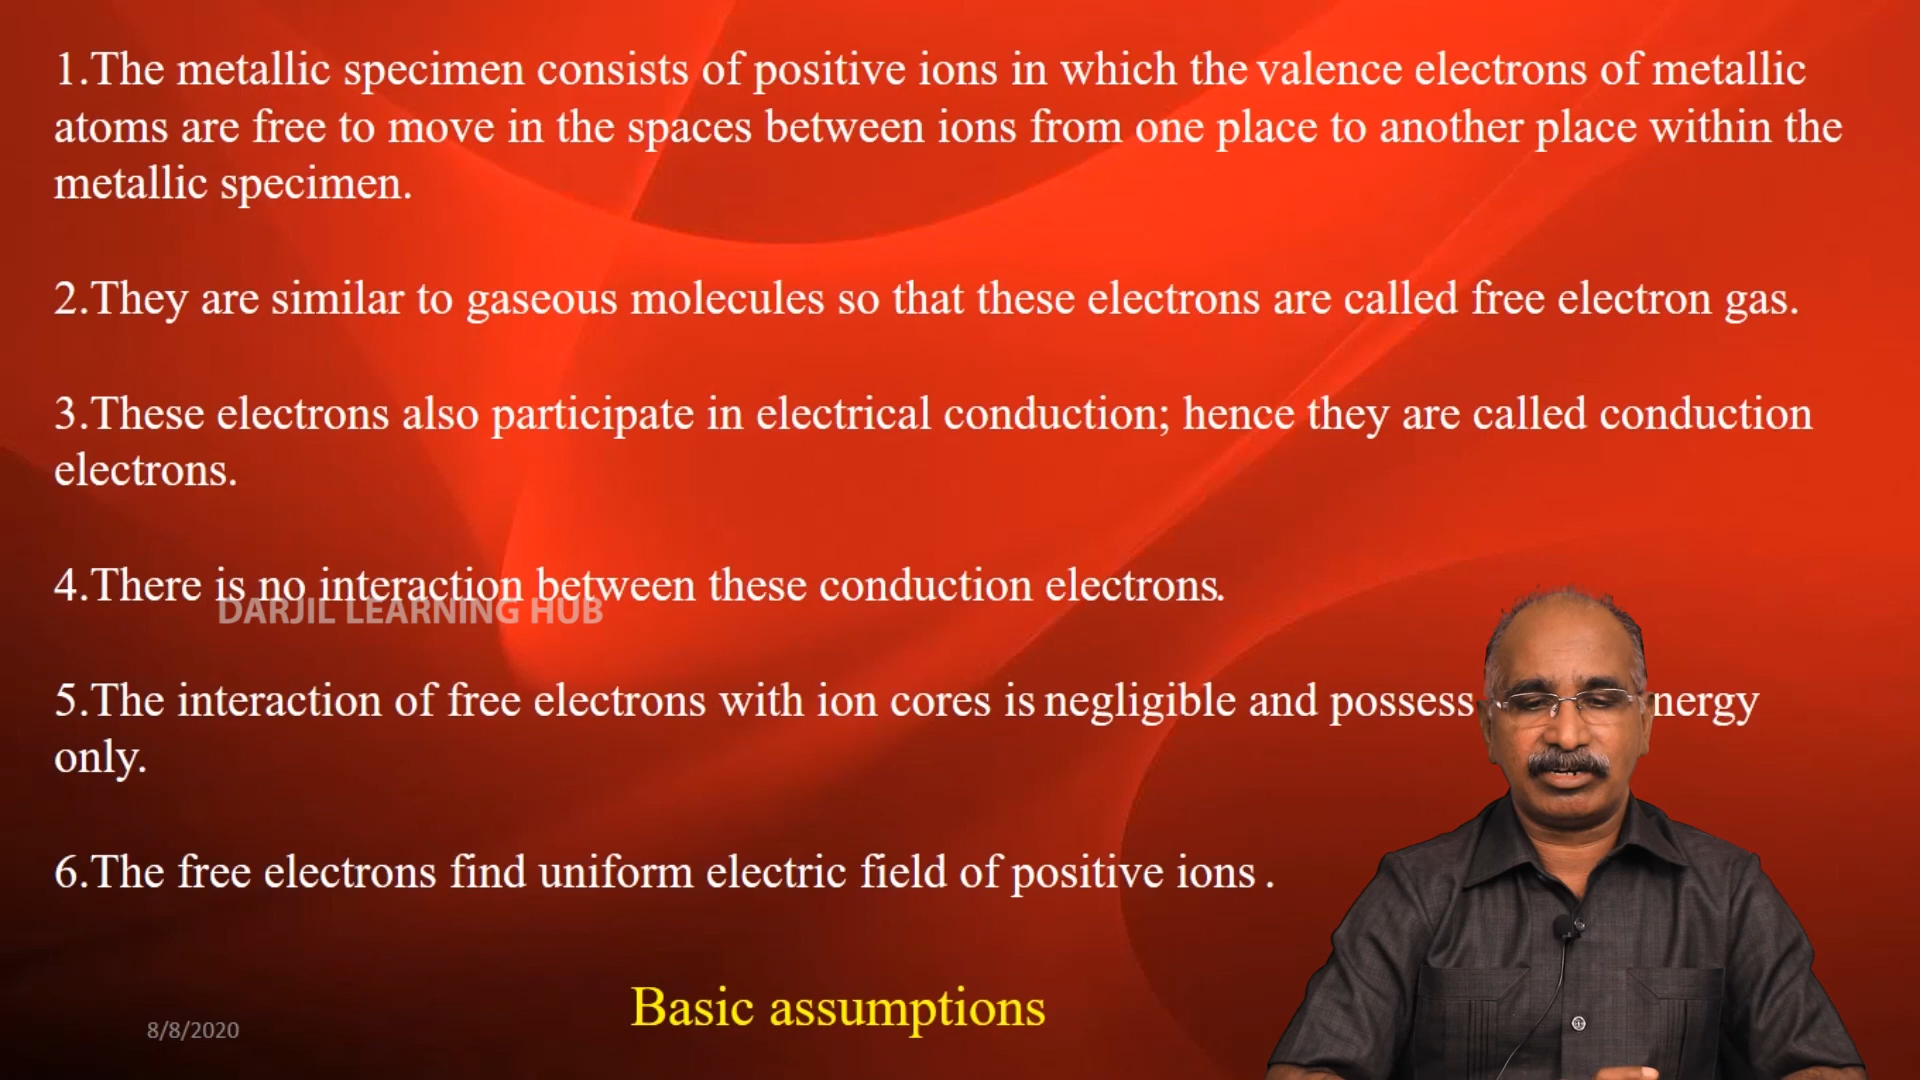 1.The metallic specimen consists of positive ions in which the valence electrons of metallic
atoms are free to move in the spaces between ions from one place to another place within the
metallic specimen.
2.They are similar to gaseous molecules so that these electrons are called free electron gas.
3.These electrons also participate in electrical conduction; hence they are called conduction
electrons.
4.There is no interaction between these conduction electrons.
DARJIL LEARNING HUB
5.The interaction of free electrons with ion cores is negligible and possess
only.
6.The free electrons find uniform electric field of positive ions .
Basic assumptions
8/8/2020